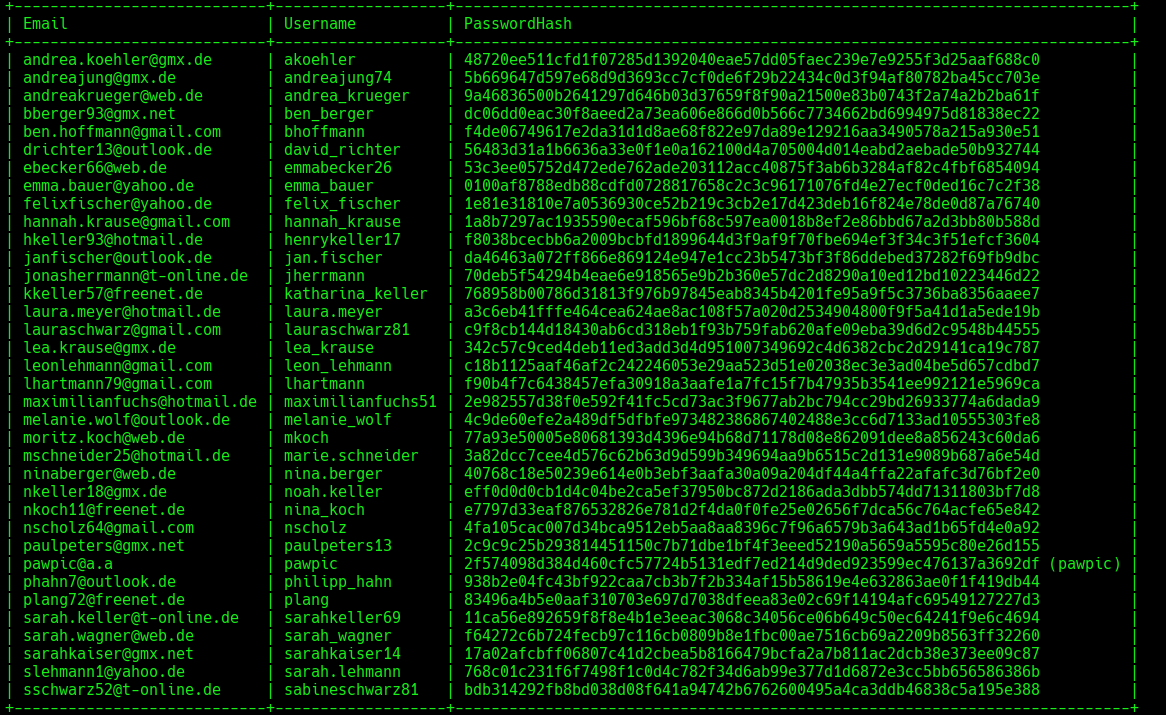 +----------------------------+-------------------+---------------------------------------------------------------------------+
| Email                      | Username          | PasswordHash                                                              |
+----------------------------+-------------------+---------------------------------------------------------------------------+
| andrea.koehler@gmx.de      | akoehler          | 48720ee511cfd1f07285d1392040eae57dd05faec239e7e9255f3d25aaf688c0          |
| andreajung@gmx.de          | andreajung74      | 5b669647d597e68d9d3693cc7cf0de6f29b22434c0d3f94af80782ba45cc703e          |
| andreakrueger@web.de       | andrea_krueger    | 9a46836500b2641297d646b03d37659f8f90a21500e83b0743f2a74a2b2ba61f          |
| bberger93@gmx.net          | ben_berger        | dc06dd0eac30f8aeed2a73ea606e866d0b566c7734662bd6994975d81838ec22          |
| ben.hoffmann@gmail.com     | bhoffmann         | f4de06749617e2da31d1d8ae68f822e97da89e129216aa3490578a215a930e51          |
| drichter13@outlook.de      | david_richter     | 56483d31a1b6636a33e0f1e0a162100d4a705004d014eabd2aebade50b932744          |
| ebecker66@web.de           | emmabecker26      | 53c3ee05752d472ede762ade203112acc40875f3ab6b3284af82c4fbf6854094          |
| emma.bauer@yahoo.de        | emma_bauer        | 0100af8788edb88cdfd0728817658c2c3c96171076fd4e27ecf0ded16c7c2f38          |
| felixfischer@yahoo.de      | felix_fischer     | 1e81e31810e7a0536930ce52b219c3cb2e17d423deb16f824e78de0d87a76740          |
| hannah.krause@gmail.com    | hannah_krause     | 1a8b7297ac1935590ecaf596bf68c597ea0018b8ef2e86bbd67a2d3bb80b588d          |
| hkeller93@hotmail.de       | henrykeller17     | f8038bcecbb6a2009bcbfd1899644d3f9af9f70fbe694ef3f34c3f51efcf3604          |
| janfischer@outlook.de      | jan.fischer       | da46463a072ff866e869124e947e1cc23b5473bf3f86ddebed37282f69fb9dbc          |
| jonasherrmann@t-online.de  | jherrmann         | 70deb5f54294b4eae6e918565e9b2b360e57dc2d8290a10ed12bd10223446d22          |
| kkeller57@freenet.de       | katharina_keller  | 768958b00786d31813f976b97845eab8345b4201fe95a9f5c3736ba8356aaee7          |
| laura.meyer@hotmail.de     | laura.meyer       | a3c6eb41fffe464cea624ae8ac108f57a020d2534904800f9f5a41d1a5ede19b          |
| lauraschwarz@gmail.com     | lauraschwarz81    | c9f8cb144d18430ab6cd318eb1f93b759fab620afe09eba39d6d2c9548b44555          |
| lea.krause@gmx.de          | lea_krause        | 342c57c9ced4deb11ed3add3d4d951007349692c4d6382cbc2d29141ca19c787          |
| leonlehmann@gmail.com      | leon_lehmann      | c18b1125aaf46af2c242246053e29aa523d51e02038ec3e3ad04be5d657cdbd7          |
| lhartmann79@gmail.com      | lhartmann         | f90b4f7c6438457efa30918a3aafe1a7fc15f7b47935b3541ee992121e5969ca          |
| maximilianfuchs@hotmail.de | maximilianfuchs51 | 2e982557d38f0e592f41fc5cd73ac3f9677ab2bc794cc29bd26933774a6dada9          |
| melanie.wolf@outlook.de    | melanie_wolf      | 4c9de60efe2a489df5dfbfe973482386867402488e3cc6d7133ad10555303fe8          |
| moritz.koch@web.de         | mkoch             | 77a93e50005e80681393d4396e94b68d71178d08e862091dee8a856243c60da6          |
| mschneider25@hotmail.de    | marie.schneider   | 3a82dcc7cee4d576c62b63d9d599b349694aa9b6515c2d131e9089b687a6e54d          |
| ninaberger@web.de          | nina.berger       | 40768c18e50239e614e0b3ebf3aafa30a09a204df44a4ffa22afafc3d76bf2e0          |
| nkeller18@gmx.de           | noah.keller       | eff0d0d0cb1d4c04be2ca5ef37950bc872d2186ada3dbb574dd71311803bf7d8          |
| nkoch11@freenet.de         | nina_koch         | e7797d33eaf876532826e781d2f4da0f0fe25e02656f7dca56c764acfe65e842          |
| nscholz64@gmail.com        | nscholz           | 4fa105cac007d34bca9512eb5aa8aa8396c7f96a6579b3a643ad1b65fd4e0a92          |
| paulpeters@gmx.net         | paulpeters13      | 2c9c9c25b293814451150c7b71dbe1bf4f3eeed52190a5659a5595c80e26d155          |
| pawpic@a.a                 | pawpic            | 2f574098d384d460cfc57724b5131edf7ed214d9ded923599ec476137a3692df (pawpic) |
| phahn7@outlook.de          | philipp_hahn      | 938b2e04fc43bf922caa7cb3b7f2b334af15b58619e4e632863ae0f1f419db44          |
| plang72@freenet.de         | plang             | 83496a4b5e0aaf310703e697d7038dfeea83e02c69f14194afc69549127227d3          |
| sarah.keller@t-online.de   | sarahkeller69     | 11ca56e892659f8f8e4b1e3eeac3068c34056ce06b649c50ec64241f9e6c4694          |
| sarah.wagner@web.de        | sarah_wagner      | f64272c6b724fecb97c116cb0809b8e1fbc00ae7516cb69a2209b8563ff32260          |
| sarahkaiser@gmx.net        | sarahkaiser14     | 17a02afcbff06807c41d2cbea5b8166479bcfa2a7b811ac2dcb38e373ee09c87          |
| slehmann1@yahoo.de         | sarah.lehmann     | 768c01c231f6f7498f1c0d4c782f34d6ab99e377d1d6872e3cc5bb656586386b          |
| sschwarz52@t-online.de     | sabineschwarz81   | bdb314292fb8bd038d08f641a94742b6762600495a4ca3ddb46838c5a195e388          |
+----------------------------+-------------------+---------------------------------------------------------------------------+